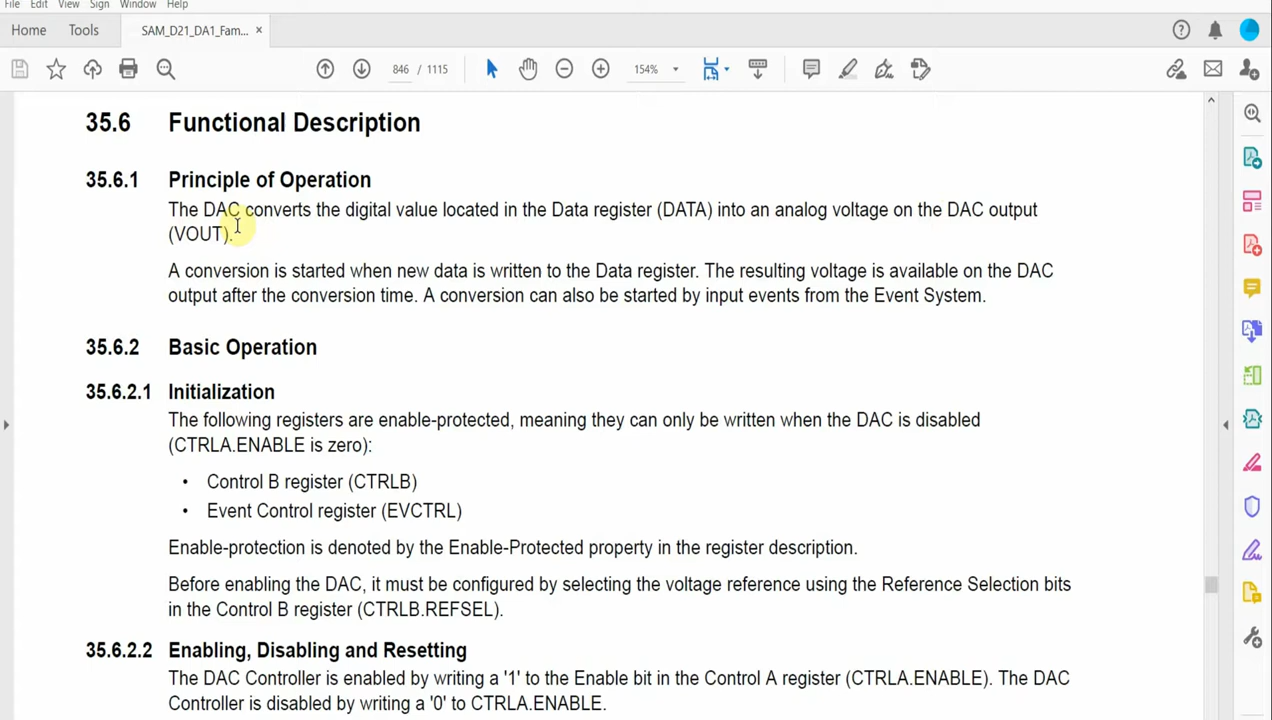 File Edit View Sign Window Help
Home Tools SAM_D21_DA1_Fam... ×
846 / 1115 154%
35.6 Functional Description
35.6.1 Principle of Operation
The DAC converts the digital value located in the Data register (DATA) into an analog voltage on the DAC output
(VOUT).
A conversion is started when new data is written to the Data register. The resulting voltage is available on the DAC
output after the conversion time. A conversion can also be started by input events from the Event System.
35.6.2 Basic Operation
35.6.2.1 Initialization
The following registers are enable-protected, meaning they can only be written when the DAC is disabled
(CTRLA.ENABLE is zero):
• Control B register (CTRLB)
• Event Control register (EVCTRL)
Enable-protection is denoted by the Enable-Protected property in the register description.
Before enabling the DAC, it must be configured by selecting the voltage reference using the Reference Selection bits
in the Control B register (CTRLB.REFSEL).
35.6.2.2 Enabling, Disabling and Resetting
The DAC Controller is enabled by writing a '1' to the Enable bit in the Control A register (CTRLA.ENABLE). The DAC
Controller is disabled by writing a '0' to CTRLA.ENABLE.